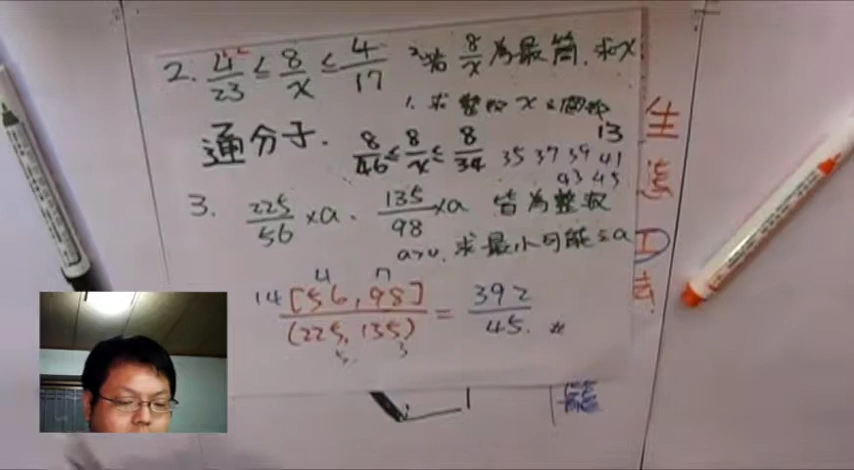 2. 4/23 ≤ 8/x ≤ 4/17 2. 若 8/x 為最簡. 求x
1. 求整數 x 個數
通分子. 8/46 ≤ 8/x ≤ 8/34 13
35 37 39 41
43 45
3. 225/56 ×a 、 135/98 ×a 皆為整數
a>0. 求最小可能之a
14 4 7
[56, 98] / (225, 135) = 392/45.
5. 3
生